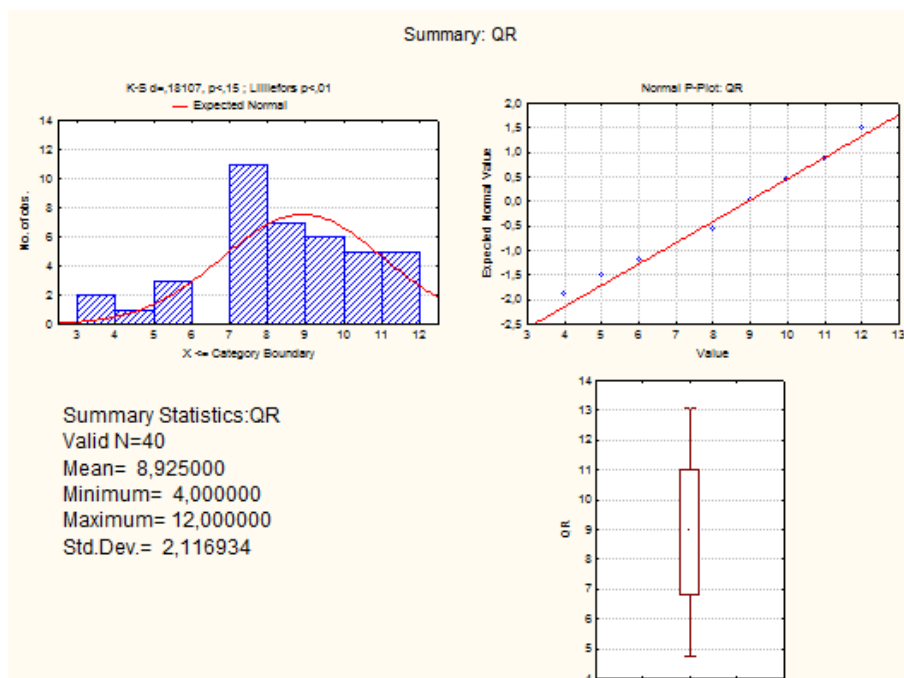 Summary: QR
K-S d=,18107, p<,15 ; Lilliefors p<,01
Expected Normal
14
12
10
8
6
4
2
0
No. of obs.
3 4 5 6 7 8 9 10 11 12
X <= Category Boundary
Normal P-Plot: QR
2,0
1,5
1,0
0,5
0,0
-0,5
-1,0
-1,5
-2,0
-2,5
Expected Normal Value
3 4 5 6 7 8 9 10 11 12 13
Value
Summary Statistics:QR
Valid N=40
Mean= 8,925000
Minimum= 4,000000
Maximum= 12,000000
Std.Dev.= 2,116934
14
13
12
11
10
9
8
7
6
5
QR